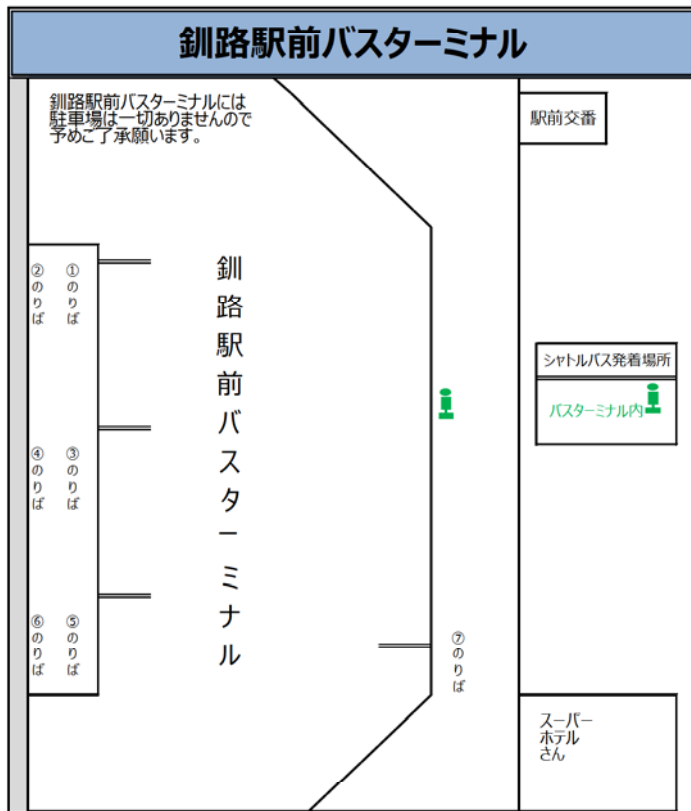 釧路駅前バスターミナル
釧路駅前バスターミナルには
駐車場は一切ありませんので
予めご了承願います。
駅前交番
①のりば
②のりば
釧路駅前バスターミナル
シャトルバス発着場所
バスターミナル内
③のりば
④のりば
⑤のりば
⑥のりば
⑦のりば
スーパー
ホテル
さん